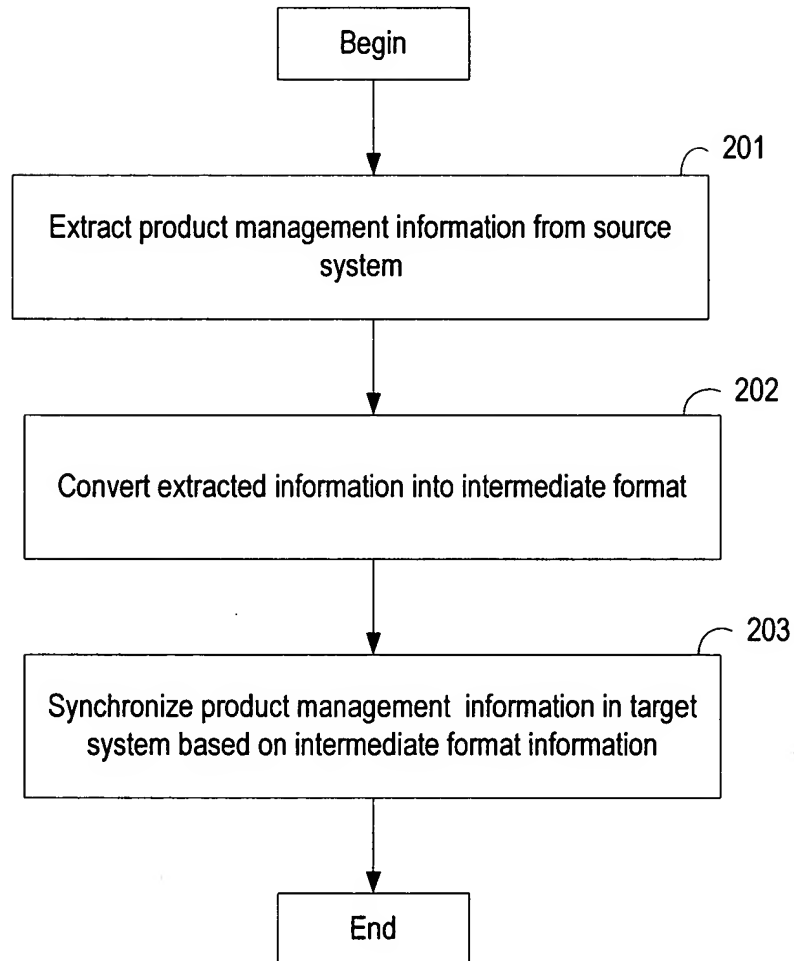 Begin
201
Extract product management information from source
system
202
Convert extracted information into intermediate format
203
Synchronize product management information in target
system based on intermediate format information
End